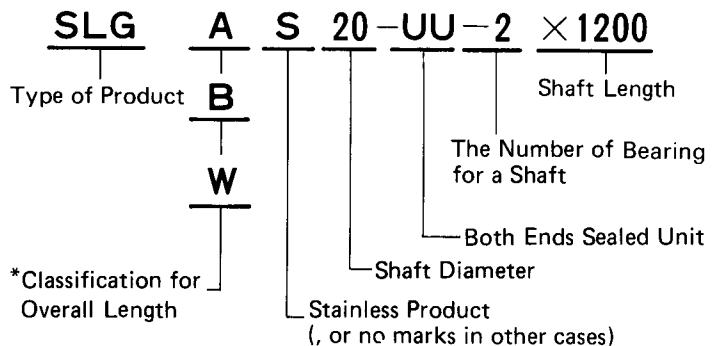 SLG A S 20-UU-2 ×1200
Type of Product
B
W
Shaft Length
The Number of Bearing
for a Shaft
Both Ends Sealed Unit
Shaft Diameter
*Classification for
Overall Length
Stainless Product
(, or no marks in other cases)